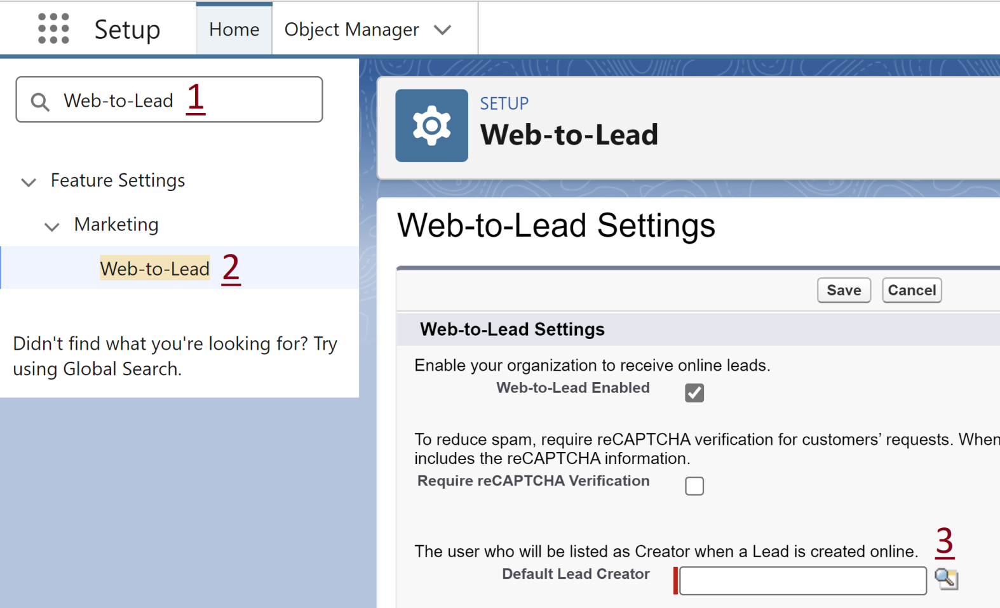 Setup
Home
Object Manager
Web-to-Lead 1
Feature Settings
Marketing
Web-to-Lead 2
Didn't find what you're looking for? Try
using Global Search.
SETUP
Web-to-Lead
Web-to-Lead Settings
Save
Cancel
Web-to-Lead Settings
Enable your organization to receive online leads.
Web-to-Lead Enabled
To reduce spam, require reCAPTCHA verification for customers’ requests. When
includes the reCAPTCHA information.
Require reCAPTCHA Verification
The user who will be listed as Creator when a Lead is created online. 3
Default Lead Creator